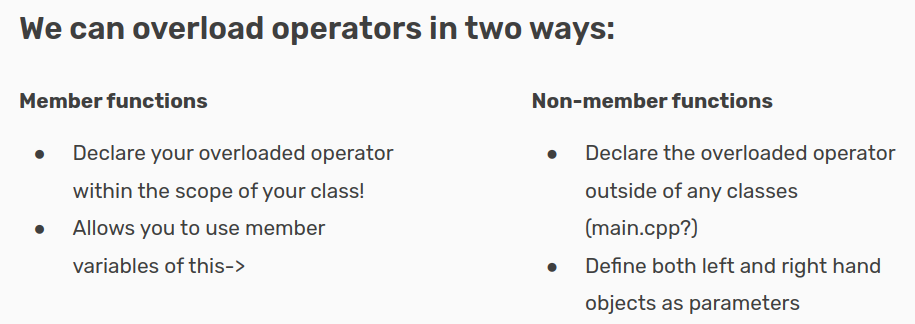 We can overload operators in two ways:
Member functions
● Declare your overloaded operator
within the scope of your class!
● Allows you to use member
variables of this->
Non-member functions
● Declare the overloaded operator
outside of any classes
(main.cpp?)
● Define both left and right hand
objects as parameters